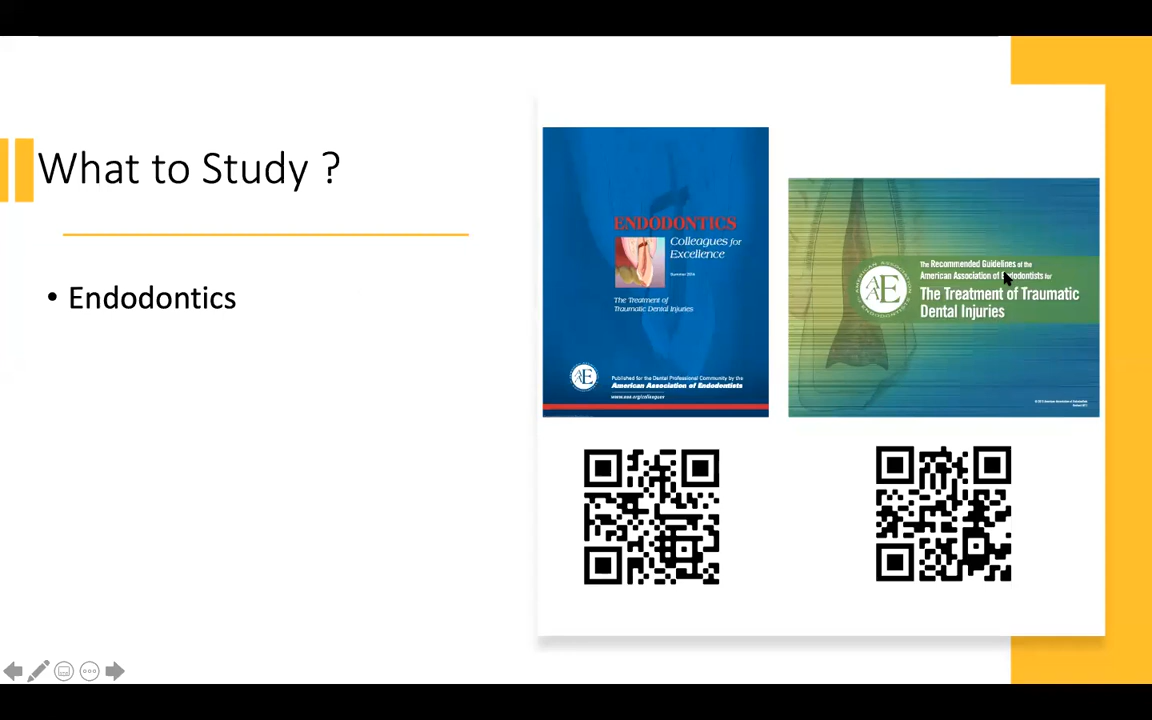 What to Study ?
• Endodontics
ENDODONTICS
Colleagues for
Excellence
Summer 2014
The Treatment of
Traumatic Dental Injuries
Published for the Dental Professional Community by the
American Association of Endodontists
www.aae.org/colleagues
The Recommended Guidelines of the
American Association of Endodontists for
The Treatment of Traumatic
Dental Injuries